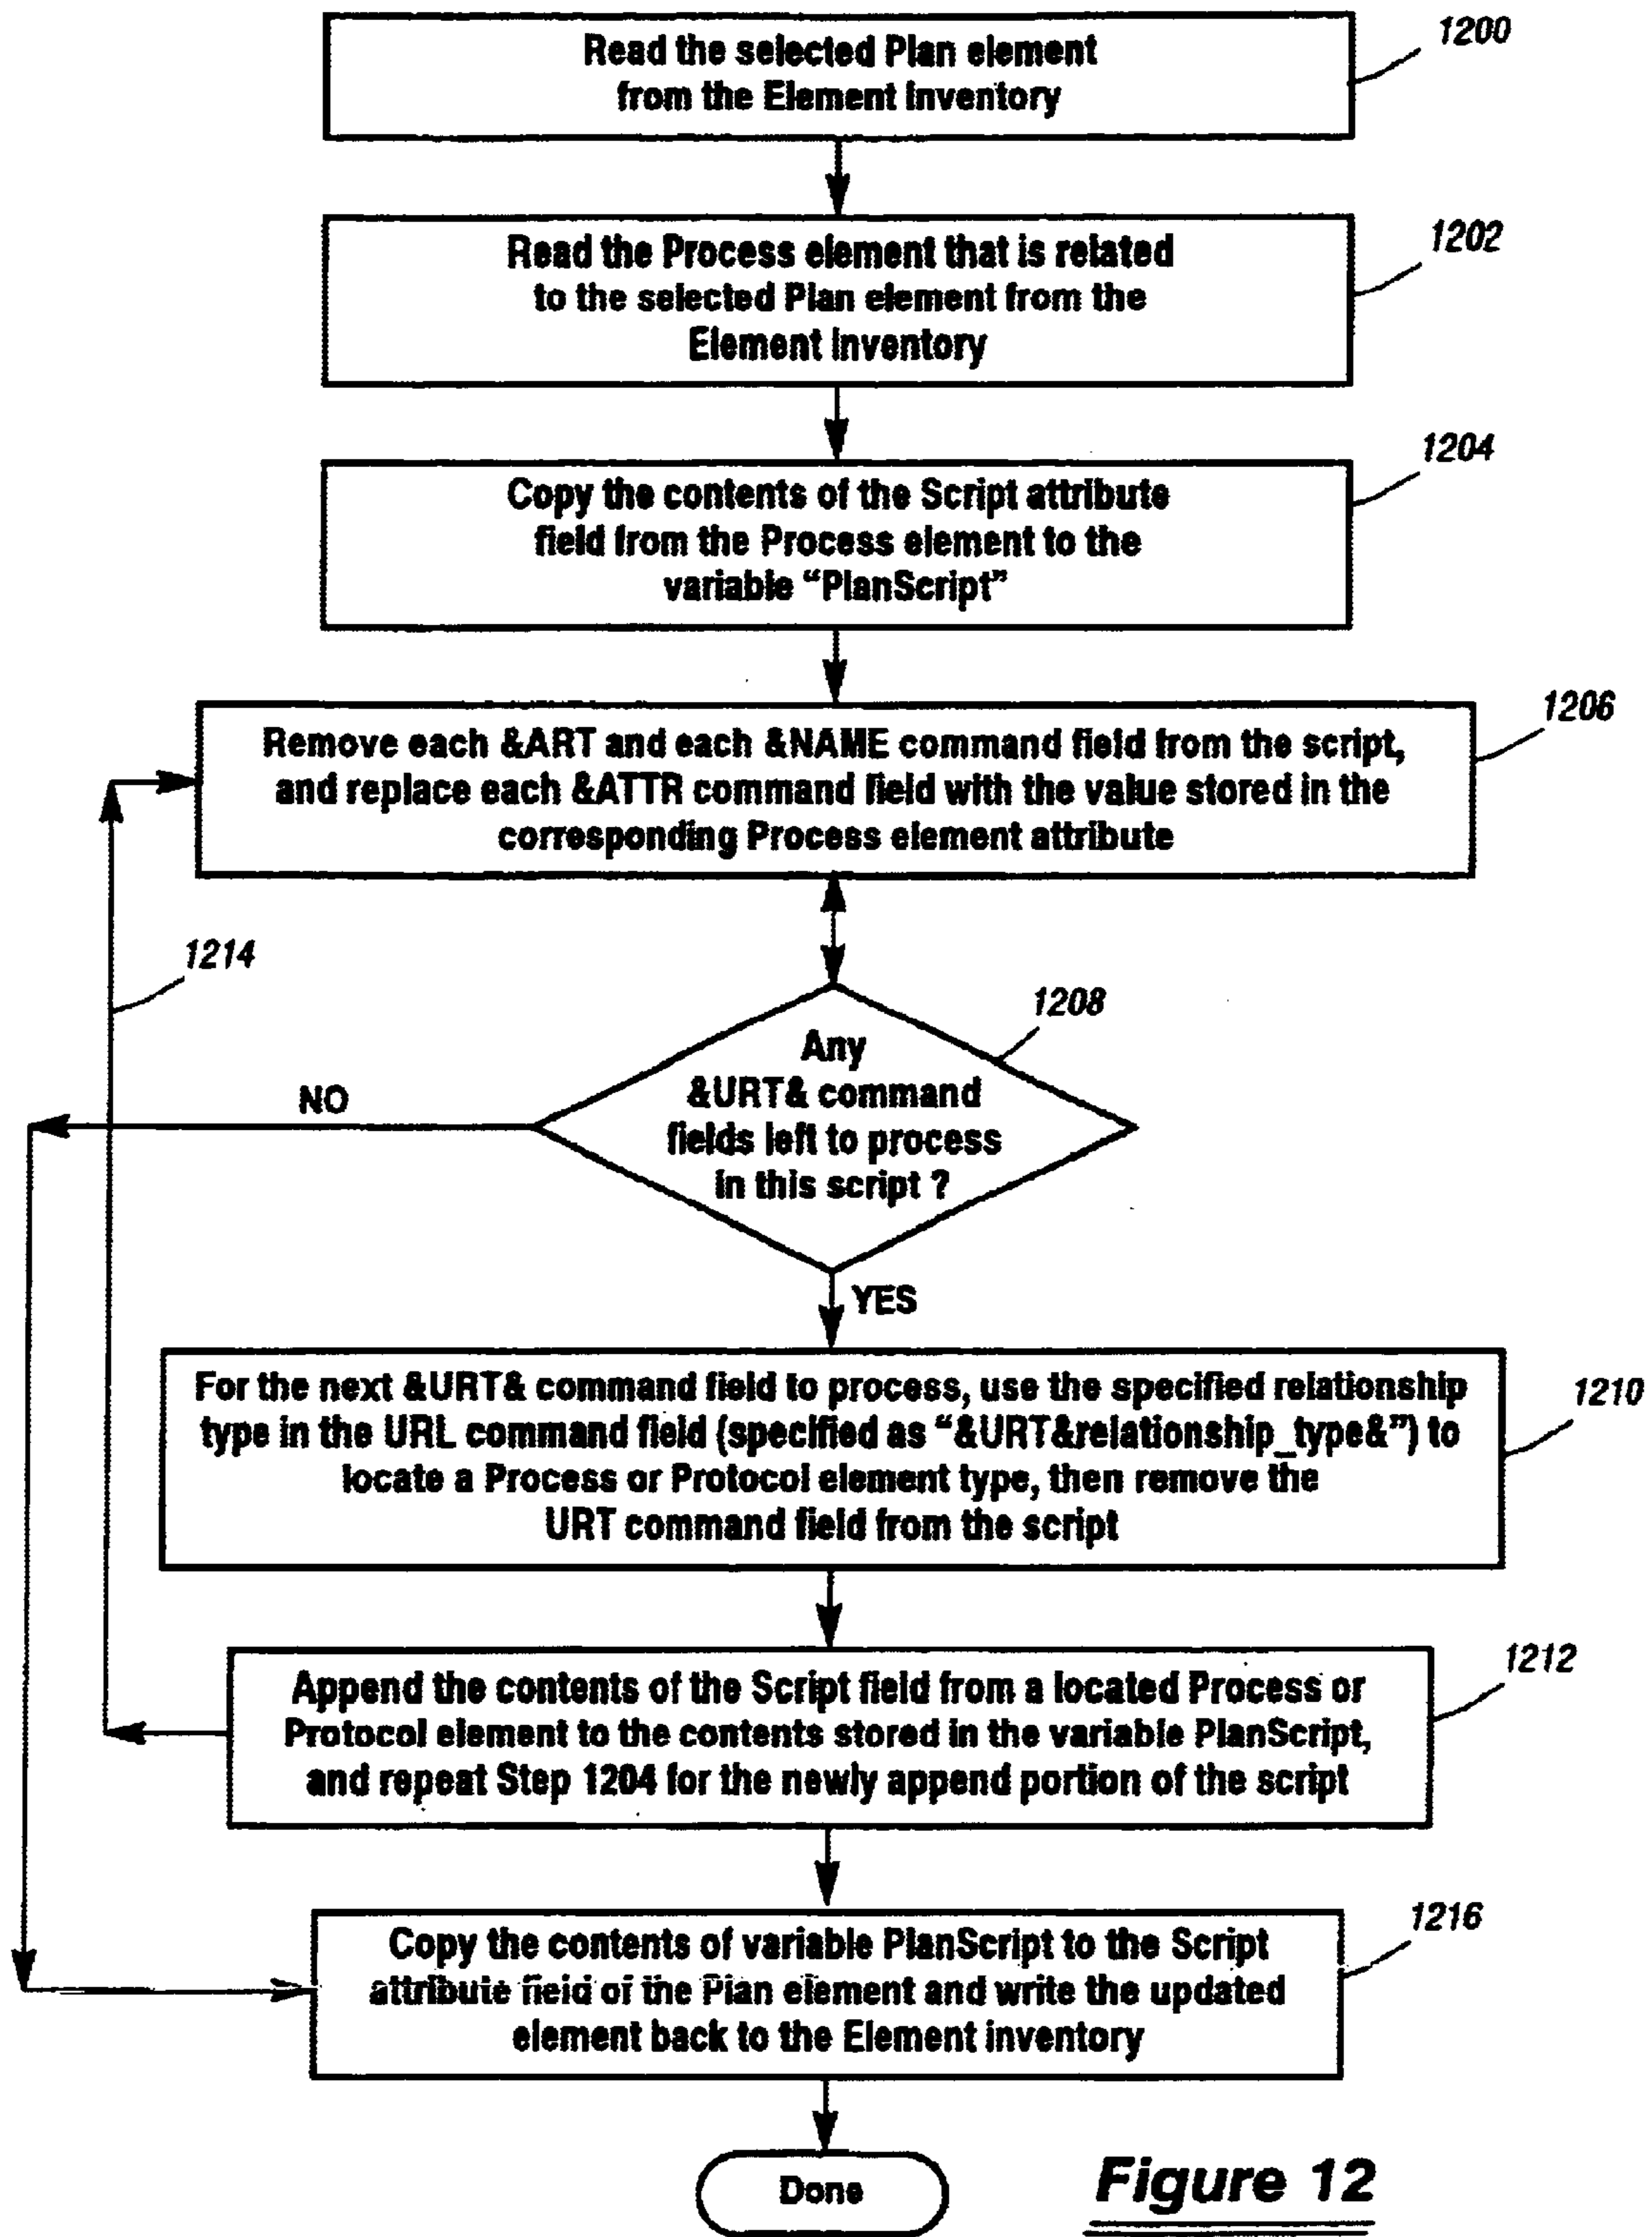 Read the selected Plan element
from the Element Inventory
1200
Read the Process element that is related
to the selected Plan element from the
Element Inventory
1202
Copy the contents of the Script attribute
field from the Process element to the
variable “PlanScript”
1204
Remove each &ART and each &NAME command field from the script,
and replace each &ATTR command field with the value stored in the
corresponding Process element attribute
1206
1214
Any
&URT& command
fields left to process
in this script ?
1208
NO
YES
For the next &URT& command field to process, use the specified relationship
type in the URL command field (specified as “&URT&relationship_type&”) to
locate a Process or Protocol element type, then remove the
URT command field from the script
1210
Append the contents of the Script field from a located Process or
Protocol element to the contents stored in the variable PlanScript,
and repeat Step 1204 for the newly append portion of the script
1212
Copy the contents of variable PlanScript to the Script
attribute field of the Plan element and write the updated
element back to the Element inventory
1216
Done
Figure 12